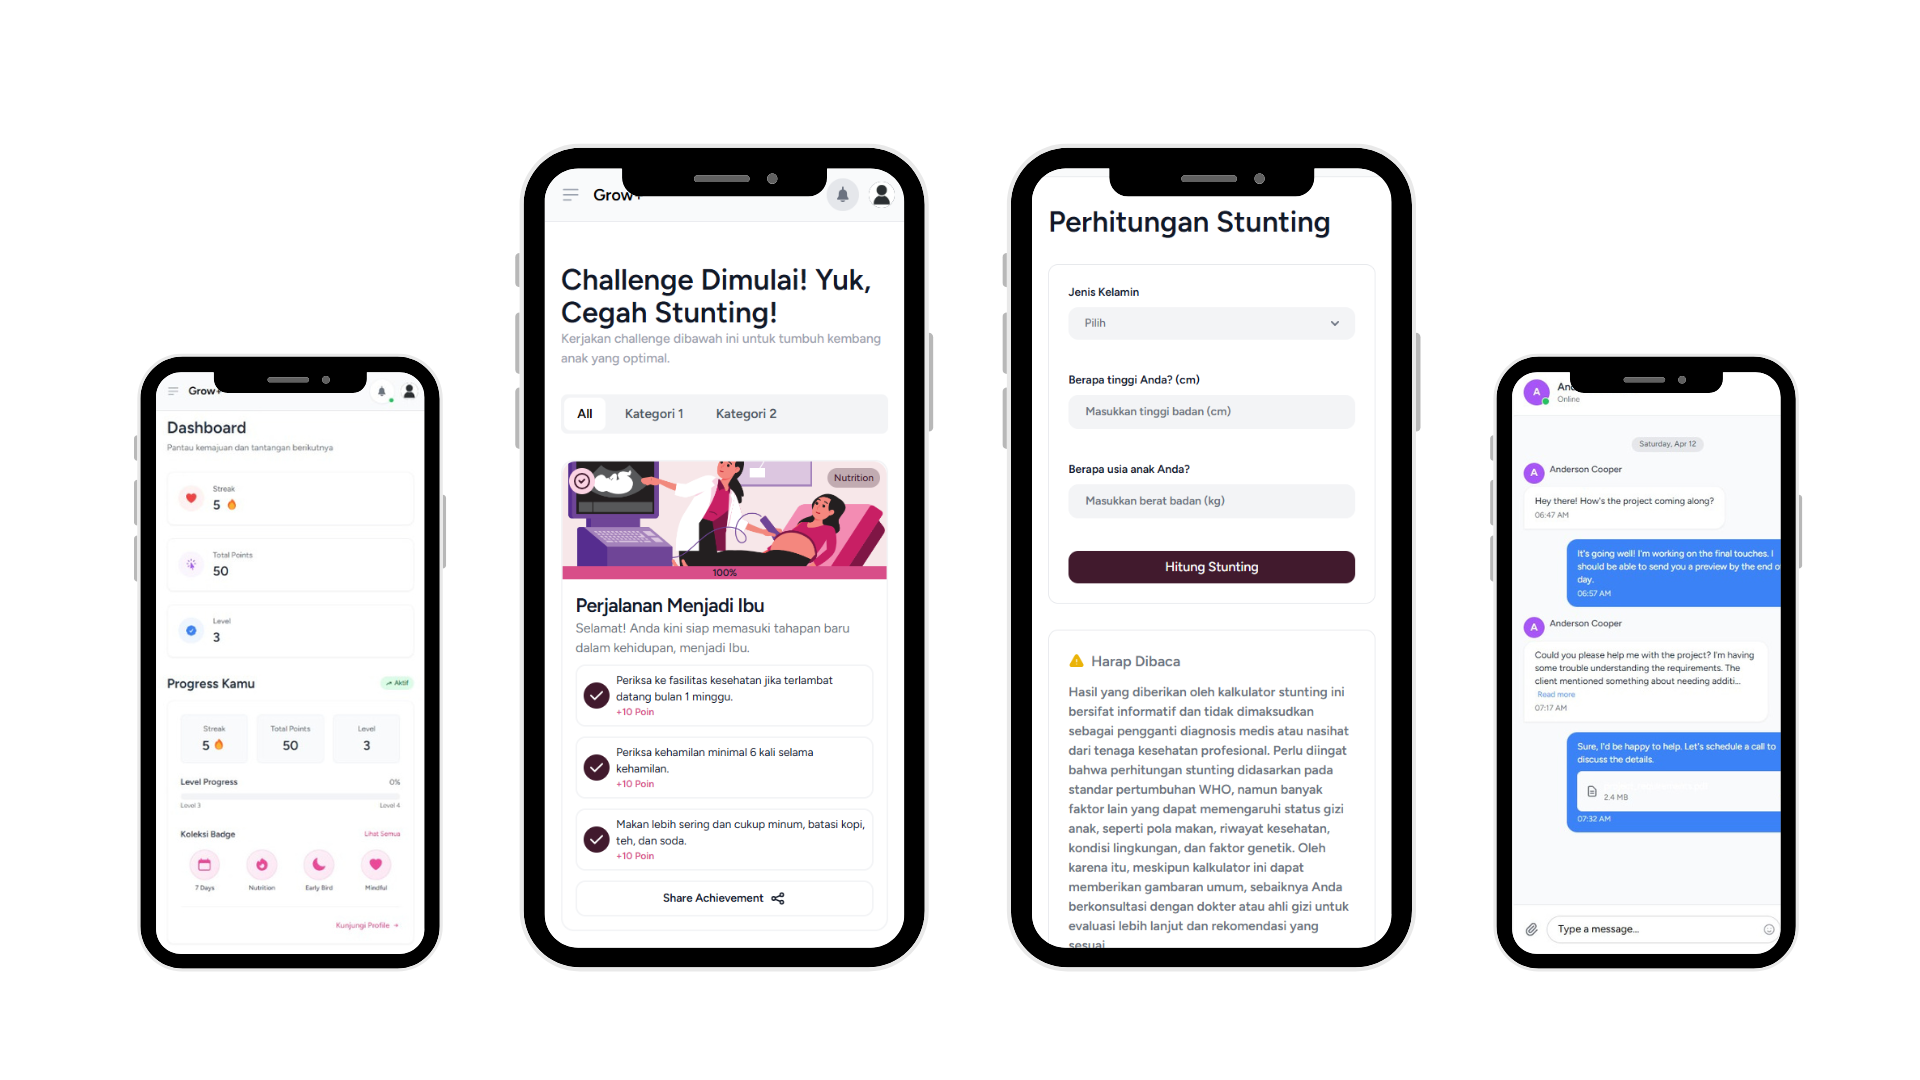 Grow+
Dashboard
Pantau kemajuan dan tantangan berikutnya
Streak
5
Total Points
50
Level
3
Progress Kamu
Aktif
Streak
5
Total Points
50
Level
3
Level Progress
0%
Level 3
Level 4
Koleksi Badge
Lihat Semua
7 Days
Nutrition
Early Bird
Mindful
Kunjungi Profile
Grow+
Challenge Dimulai! Yuk,
Cegah Stunting!
Kerjakan challenge dibawah ini untuk tumbuh kembang
anak yang optimal.
All
Kategori 1
Kategori 2
Nutrition
100%
Perjalanan Menjadi Ibu
Selamat! Anda kini siap memasuki tahapan baru
dalam kehidupan, menjadi Ibu.
Periksa ke fasilitas kesehatan jika terlambat
datang bulan 1 minggu.
+10 Poin
Periksa kehamilan minimal 6 kali selama
kehamilan.
+10 Poin
Makan lebih sering dan cukup minum, batasi kopi,
teh, dan soda.
+10 Poin
Share Achievement
Perhitungan Stunting
Jenis Kelamin
Pilih
Berapa tinggi Anda? (cm)
Masukkan tinggi badan (cm)
Berapa usia anak Anda?
Masukkan berat badan (kg)
Hitung Stunting
Harap Dibaca
Hasil yang diberikan oleh kalkulator stunting ini
bersifat informatif dan tidak dimaksudkan
sebagai pengganti diagnosis medis atau nasihat
dari tenaga kesehatan profesional. Perlu diingat
bahwa perhitungan stunting didasarkan pada
standar pertumbuhan WHO, namun banyak
faktor lain yang dapat memengaruhi status gizi
anak, seperti pola makan, riwayat kesehatan,
kondisi lingkungan, dan faktor genetik. Oleh
karena itu, meskipun kalkulator ini dapat
memberikan gambaran umum, sebaiknya Anda
berkonsultasi dengan dokter atau ahli gizi untuk
evaluasi lebih lanjut dan rekomendasi yang
sesuai
A
Online
Saturday, Apr 12
A
Anderson Cooper
Hey there! How's the project coming along?
06:47 AM
It's going well! I'm working on the final touches. I
should be able to send you a preview by the end of
day.
06:57 AM
A
Anderson Cooper
Could you please help me with the project? I'm having
some trouble understanding the requirements. The
client mentioned something about needing additi...
Read more
07:17 AM
Sure, I'd be happy to help. Let's schedule a call to
discuss the details.
2.4 MB
07:32 AM
Type a message...